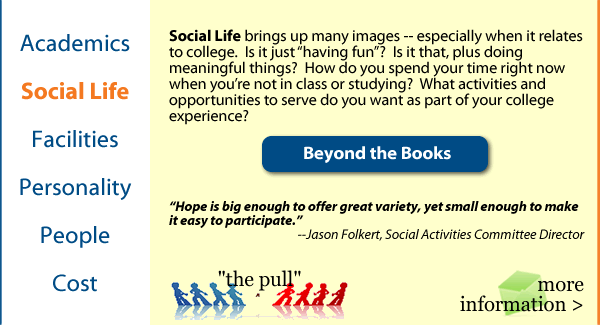 Academics
Social Life
Facilities
Personality
People
Cost
Social Life brings up many images -- especially when it relates
to college.  Is it just “having fun”?  Is it that, plus doing
meaningful things?  How do you spend your time right now
when you’re not in class or studying?  What activities and
opportunities to serve do you want as part of your college
experience?
Beyond the Books
“Hope is big enough to offer great variety, yet small enough to make
it easy to participate.”
--Jason Folkert, Social Activities Committee Director
"the pull"
more
information >